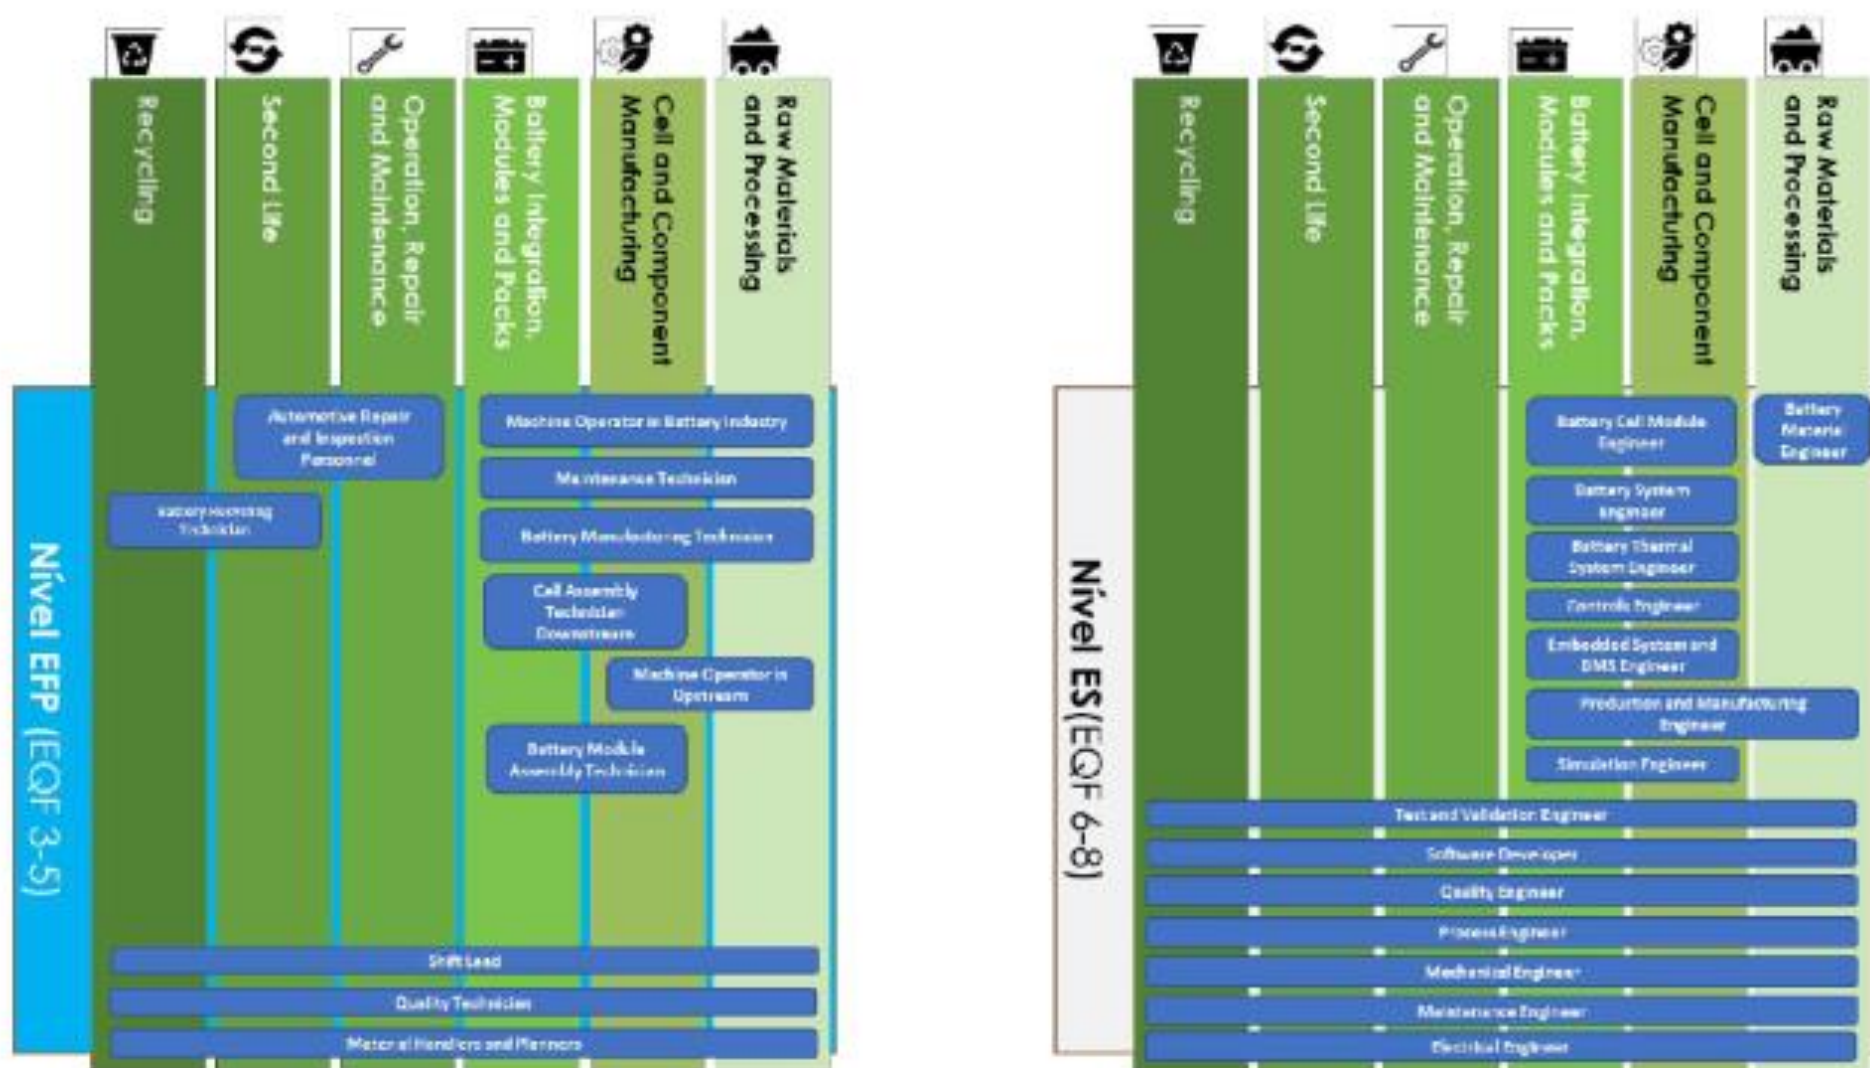 Recycling
Second Life
Operation, Repair
and Maintenance
Battery Integration,
Modules and Packs
Cell and Component
Manufacturing
Raw Materials
and Processing
Nível EFP (EQF 3-5)
Automotive Repair
and Inspection
Personnel
Machine Operator in Battery Industry
Maintenance Technician
Battery Recycling
Technician
Battery Manufacturing Technician
Cell Assembly
Technician
Downstream
Machine Operator in
Upstream
Battery Module
Assembly Technician
Shift Lead
Quality Technician
Material Handlers and Planners
Recycling
Second Life
Operation, Repair
and Maintenance
Battery Integration,
Modules and Packs
Cell and Component
Manufacturing
Raw Materials
and Processing
Nível ES(EQF 6-8)
Battery Cell Module
Engineer
Battery
Material
Engineer
Battery System
Engineer
Battery Thermal
System Engineer
Controls Engineer
Embedded System and
BMS Engineer
Production and Manufacturing
Engineer
Simulation Engineer
Test and Validation Engineer
Software Developer
Quality Engineer
Process Engineer
Mechanical Engineer
Maintenance Engineer
Electrical Engineer